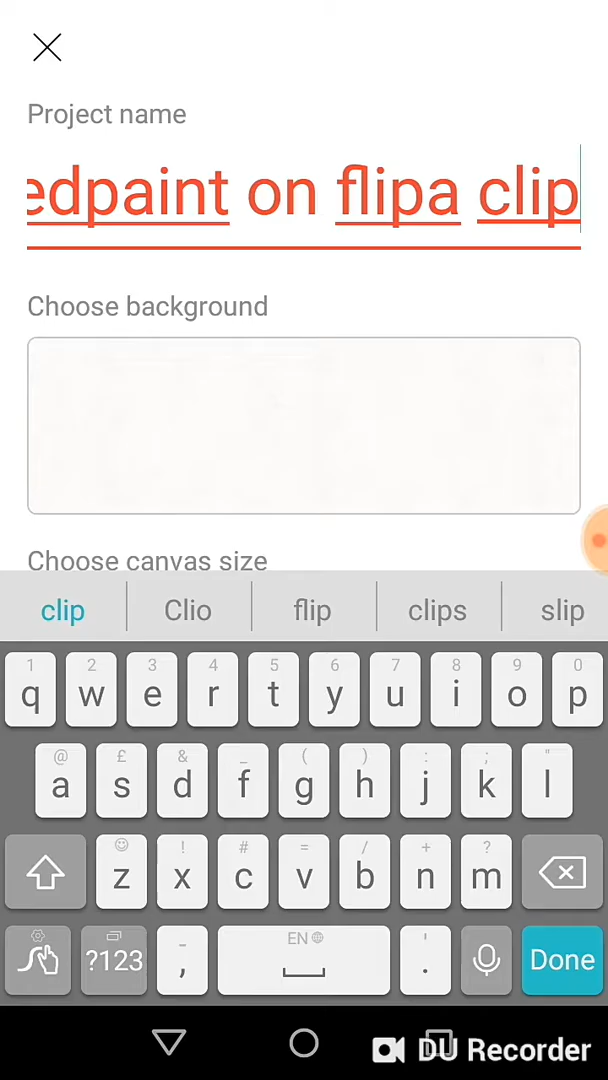 Project name
edpaint on flipa clip
Choose background
Choose canvas size
clip Clio flip clips slip
1 2 3 4 5 6 7 8 9 0
q w e r t y u i o p
@ £ & _ ( ) : ; "
a s d f g h j k l
! # = / + ?
z x c v b n m
EN
?123 , . Done
DU Recorder